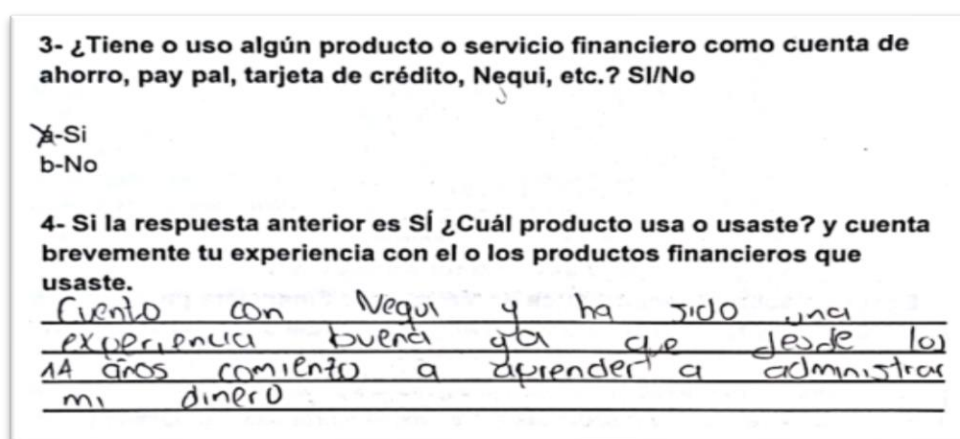 3- ¿Tiene o uso algún producto o servicio financiero como cuenta de
ahorro, pay pal, tarjeta de crédito, Nequi, etc.? SI/No
a-Si
b-No
4- Si la respuesta anterior es SÍ ¿Cuál producto usa o usaste? y cuenta
brevemente tu experiencia con el o los productos financieros que
usaste.
Cuento con Nequi y ha sido una
experiencia buena ya que desde los
14 años comienzo a aprender a administrar
mi dinero